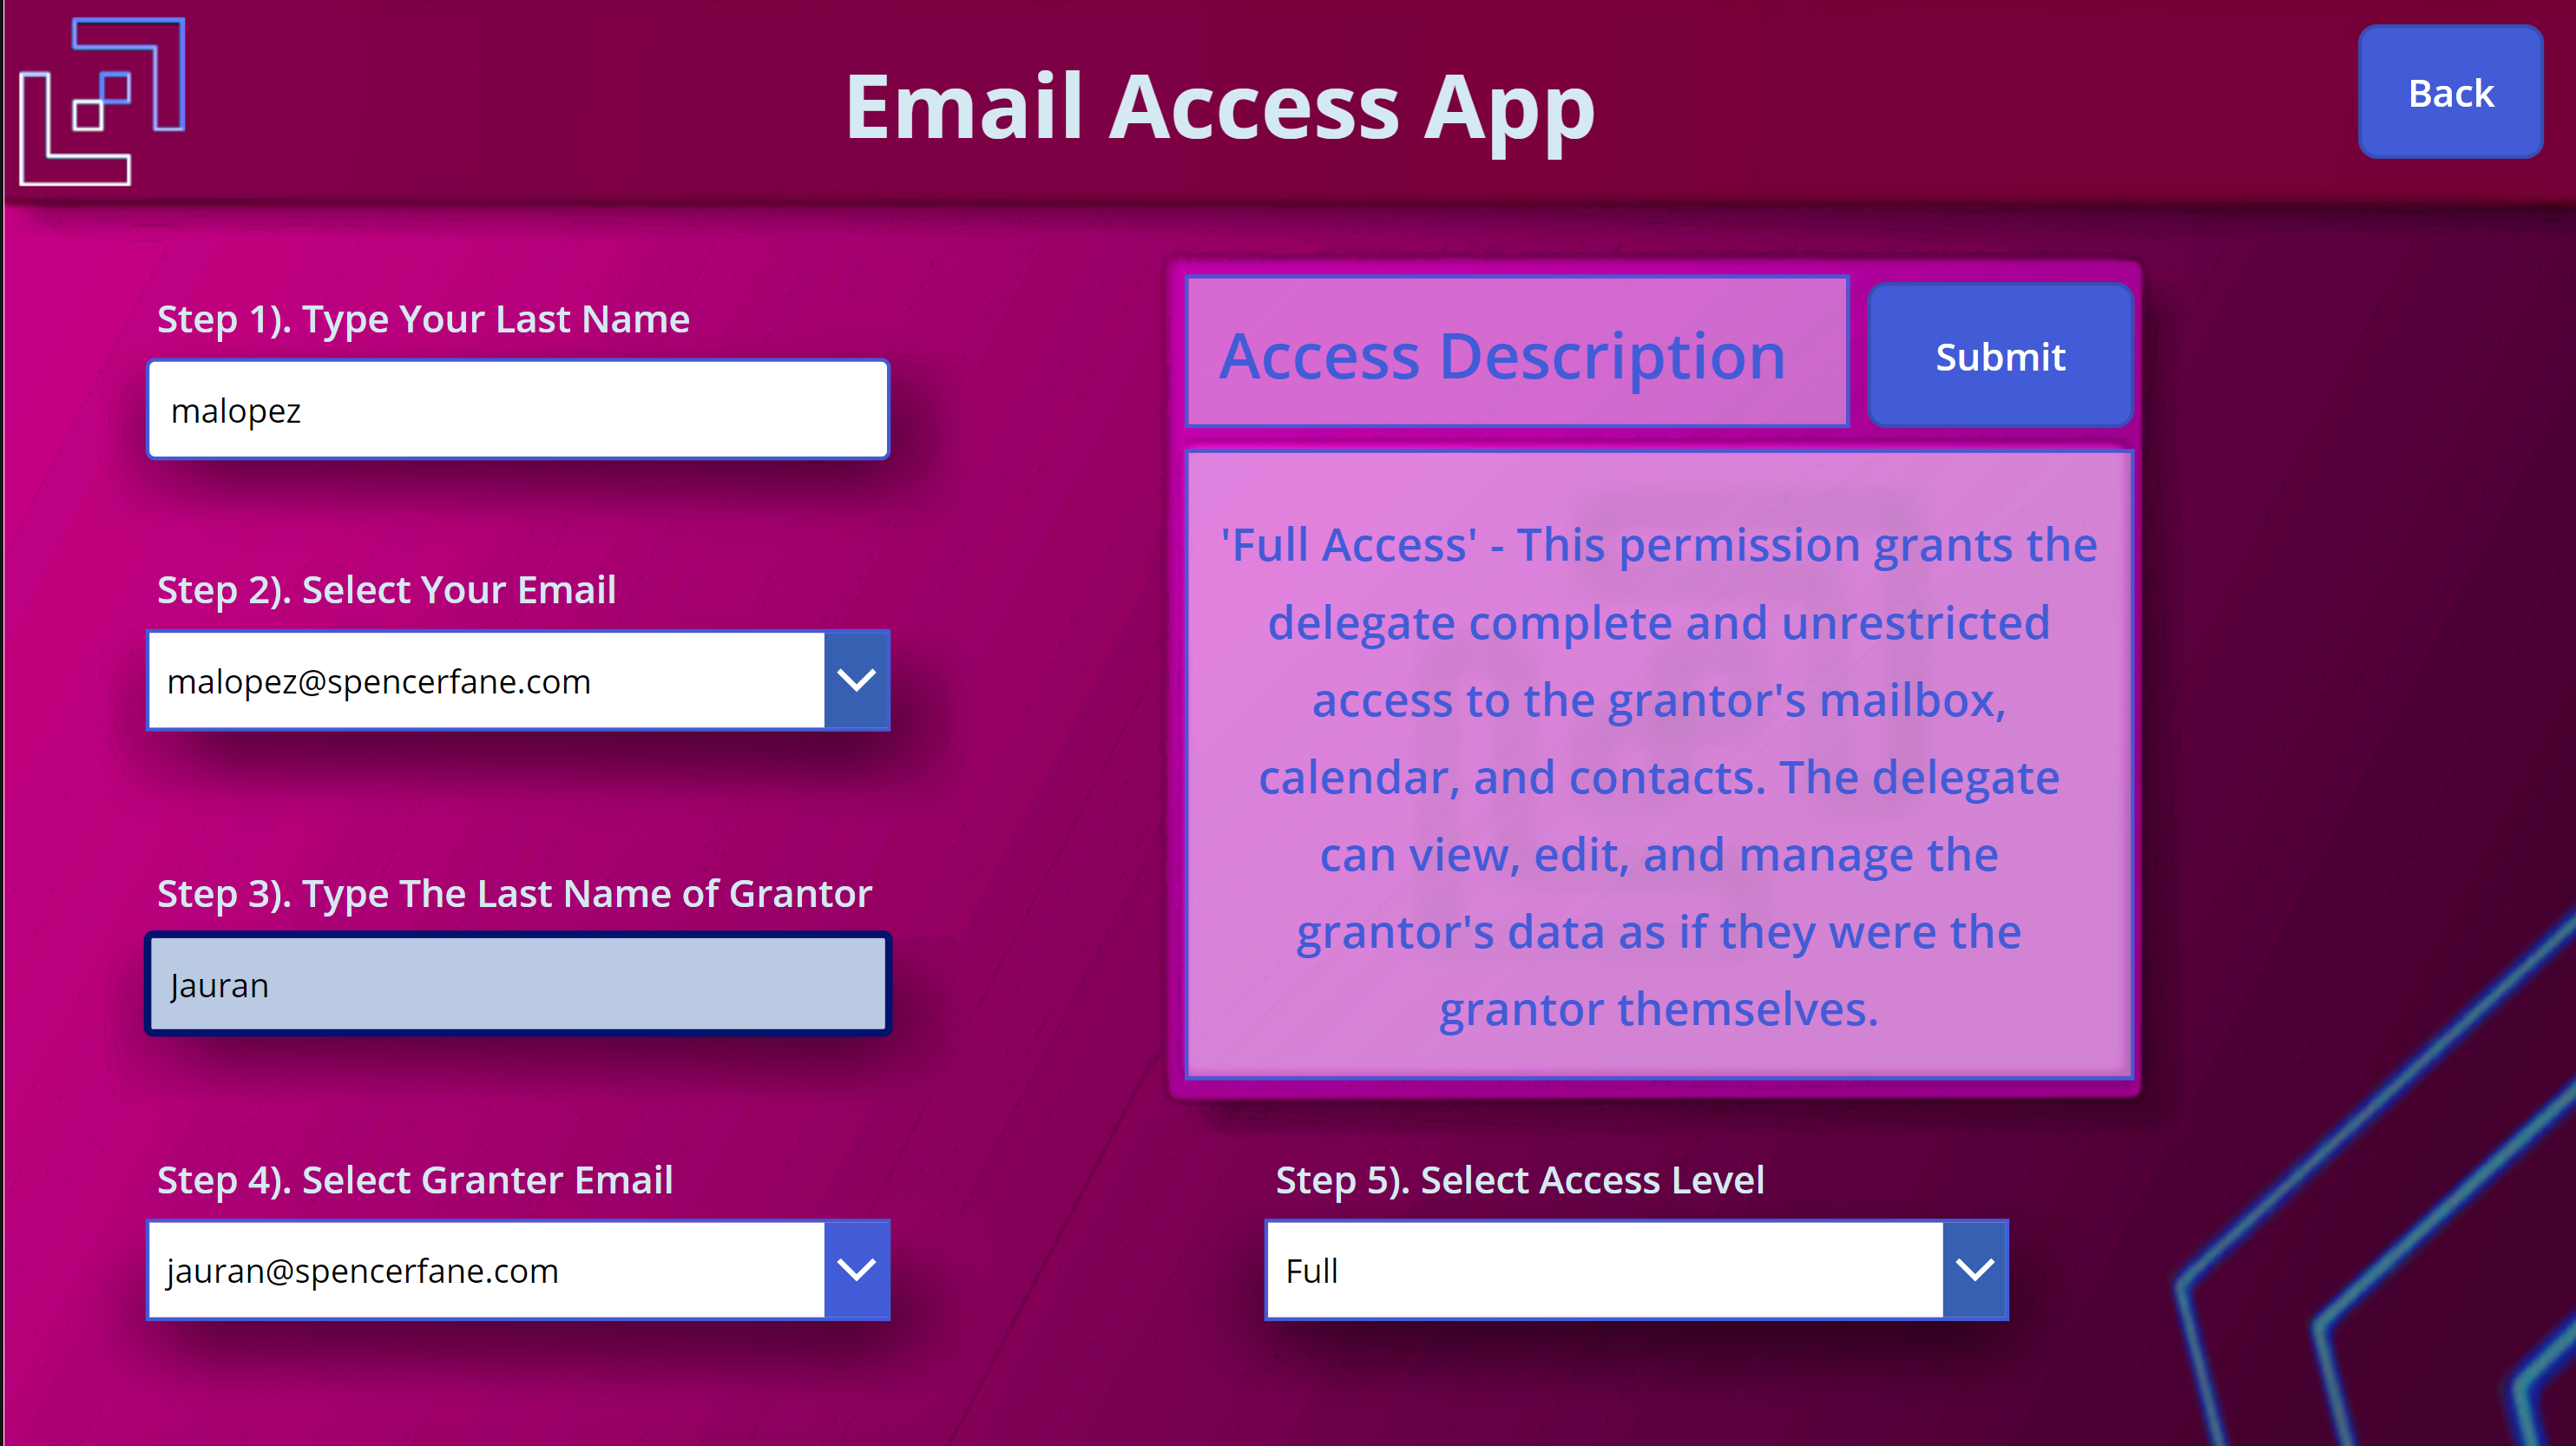 Email Access App
Back
Step 1). Type Your Last Name
malopez
Step 2). Select Your Email
malopez@spencerfane.com
Step 3). Type The Last Name of Grantor
Jauran
Step 4). Select Granter Email
jauran@spencerfane.com
Access Description
Submit
'Full Access' - This permission grants the
delegate complete and unrestricted
access to the grantor's mailbox,
calendar, and contacts. The delegate
can view, edit, and manage the
grantor's data as if they were the
grantor themselves.
Step 5). Select Access Level
Full